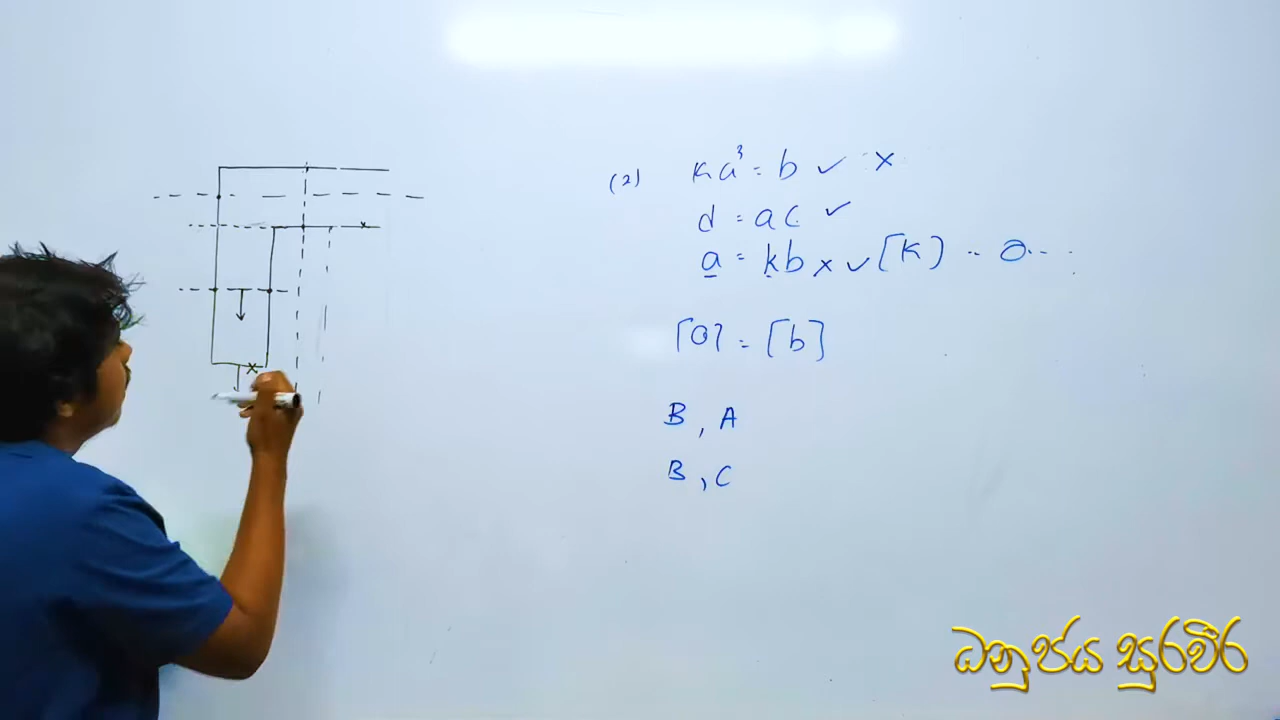 (2) ka³ = b ✓ x
d = ac ✓
a = kb x ✓ [k] -- O-- -
[O] = [b]
B, A
B, C
ධනුජය සුරවීර